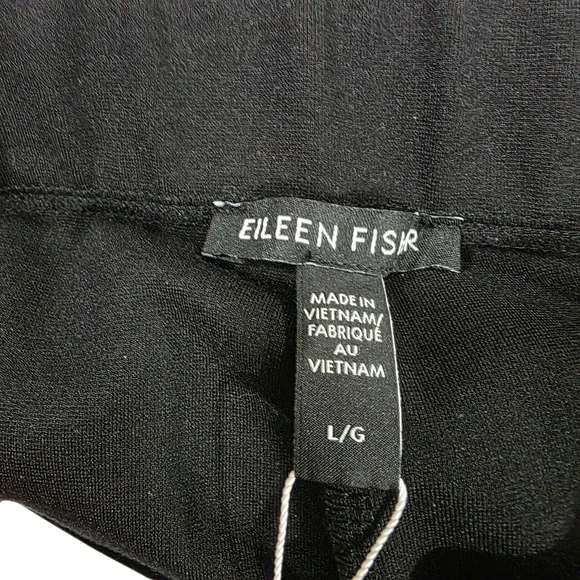 EILEEN FISHER
MADE IN
VIETNAM/
FABRIQUÉ
AU
VIETNAM
L/G